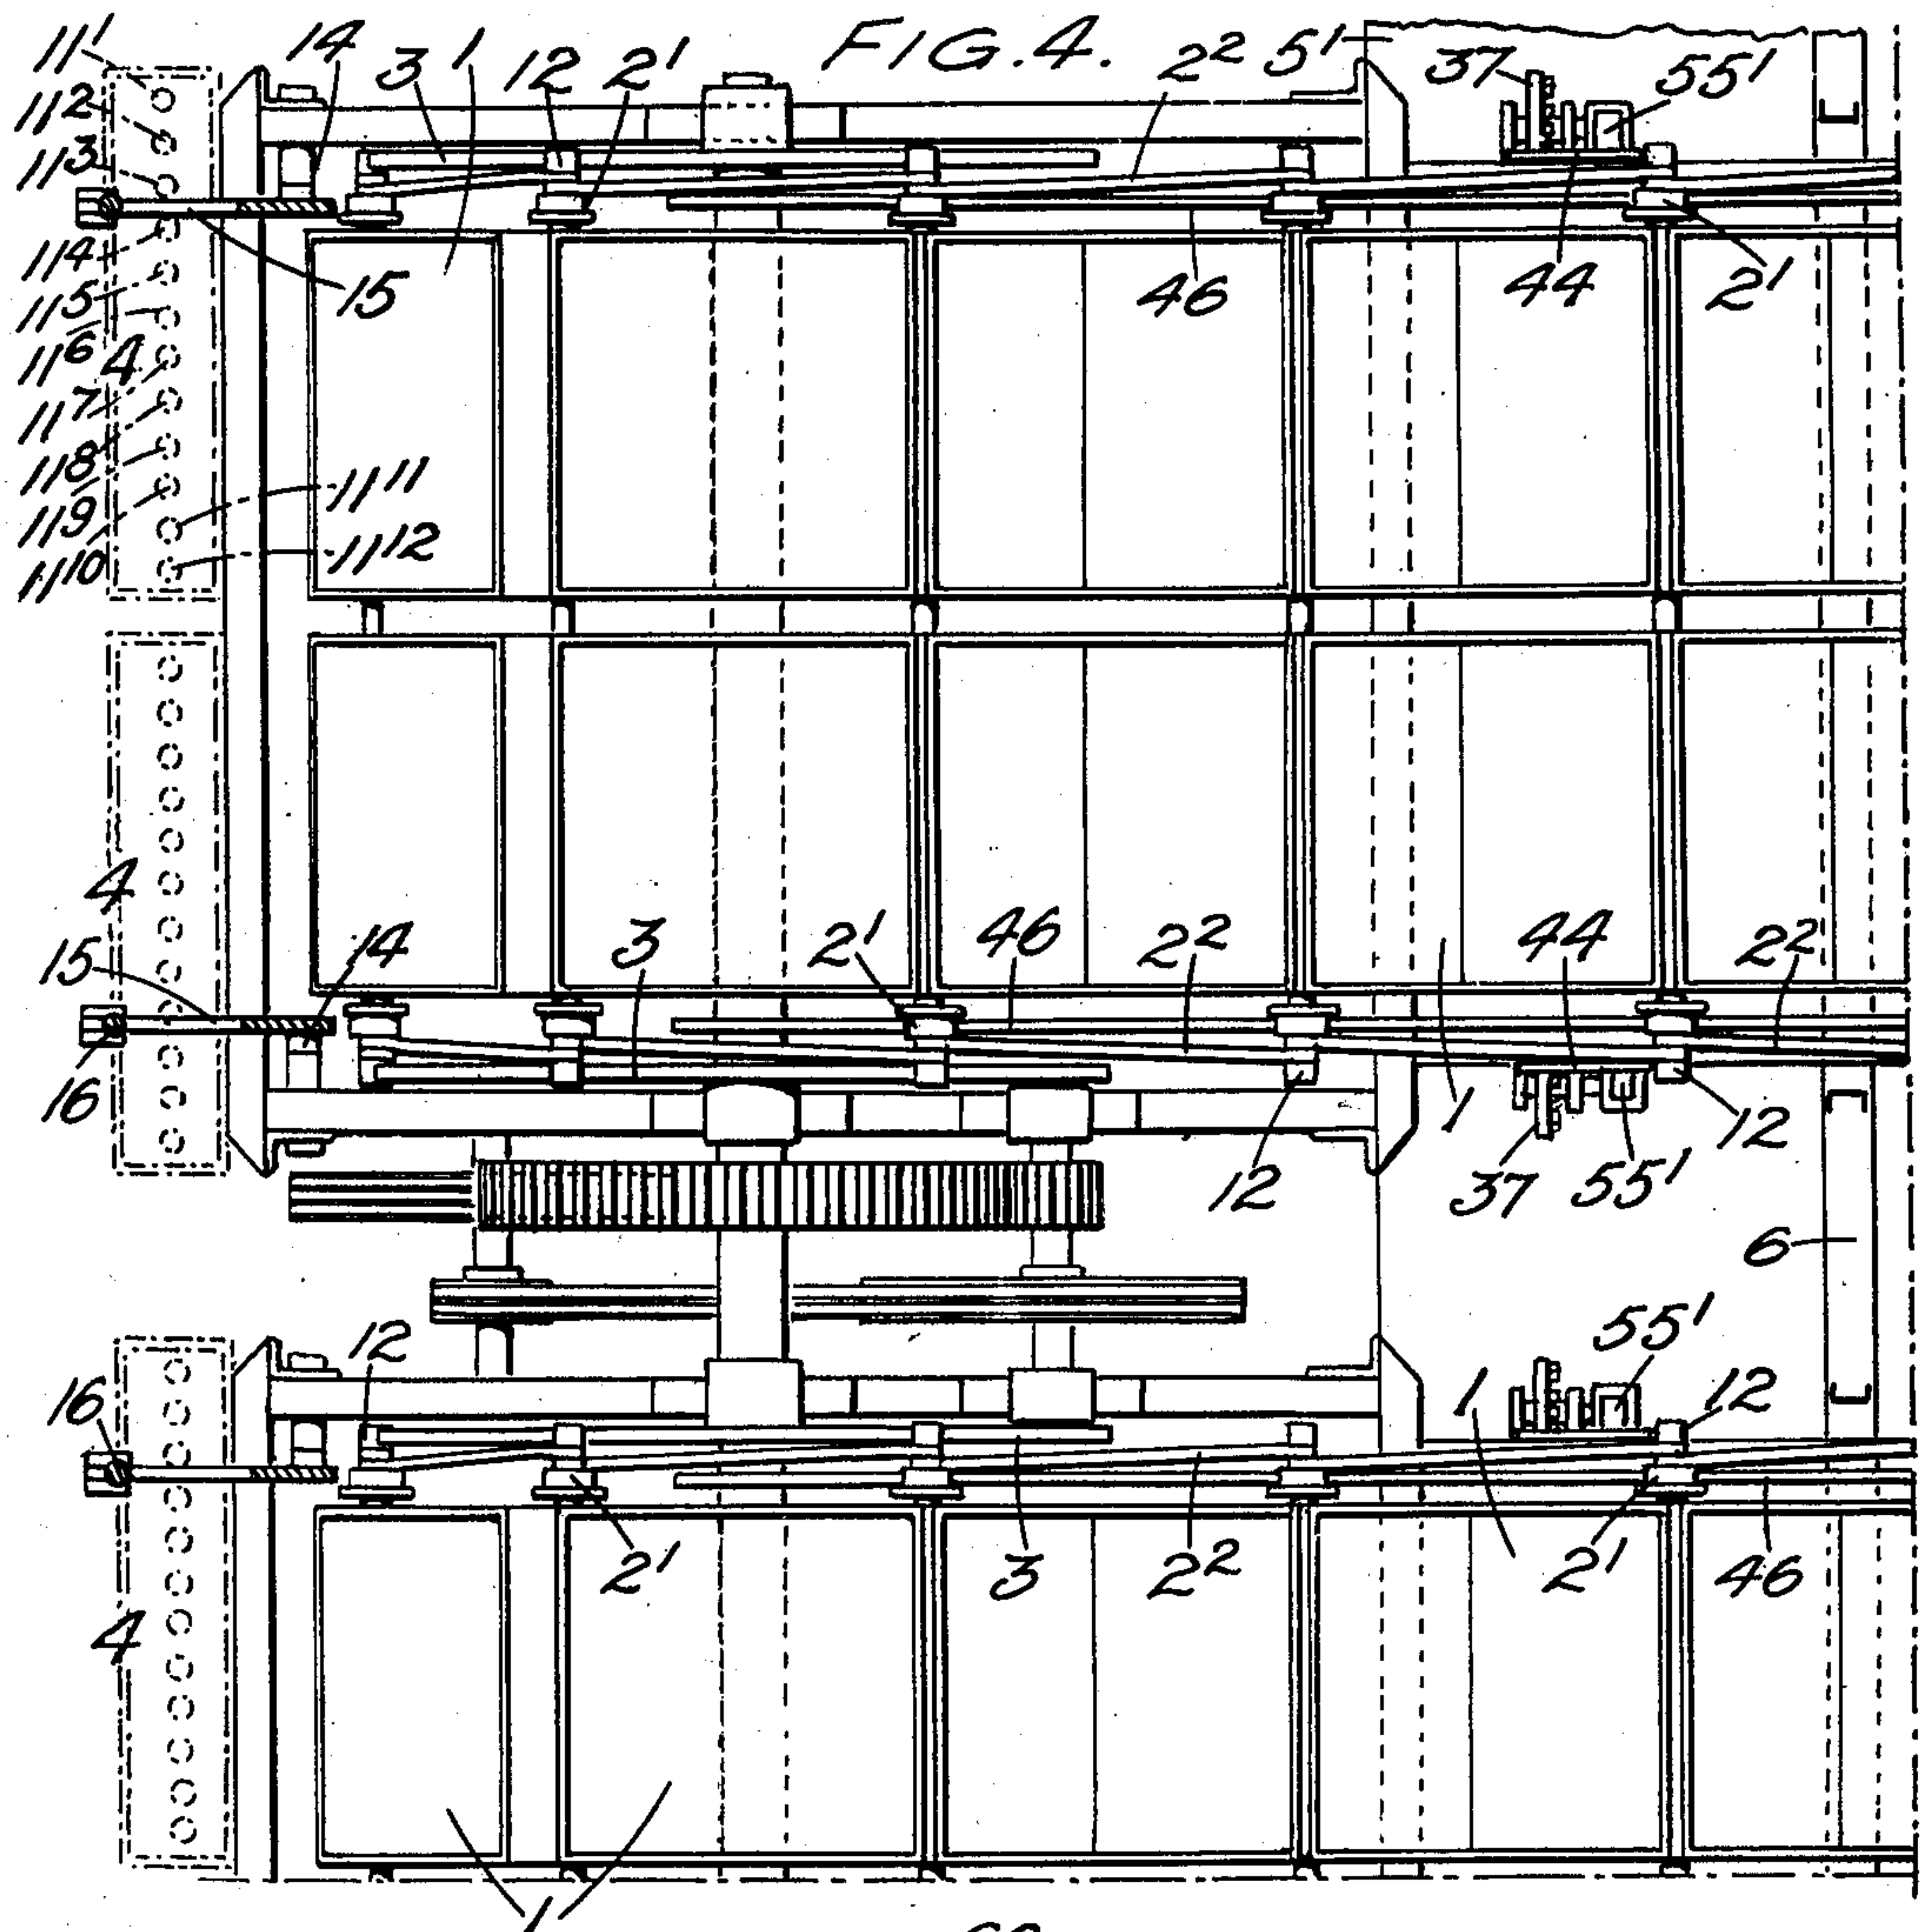 FIG. 4.
11¹ 14 3 1 12 2¹ 2² 5¹ 37 55¹
11²
11³
11⁴ 15 46 44 2¹
11⁵
11⁶ 4
11⁷
11⁸ 11¹¹
11⁹ 11¹²
11¹⁰
4
15 14 3 2¹ 46 2² 1 44 2²
16 12 37 55¹ 1 12
6
12 55¹
16 1 12
4 2¹ 3 2² 2¹ 46
1